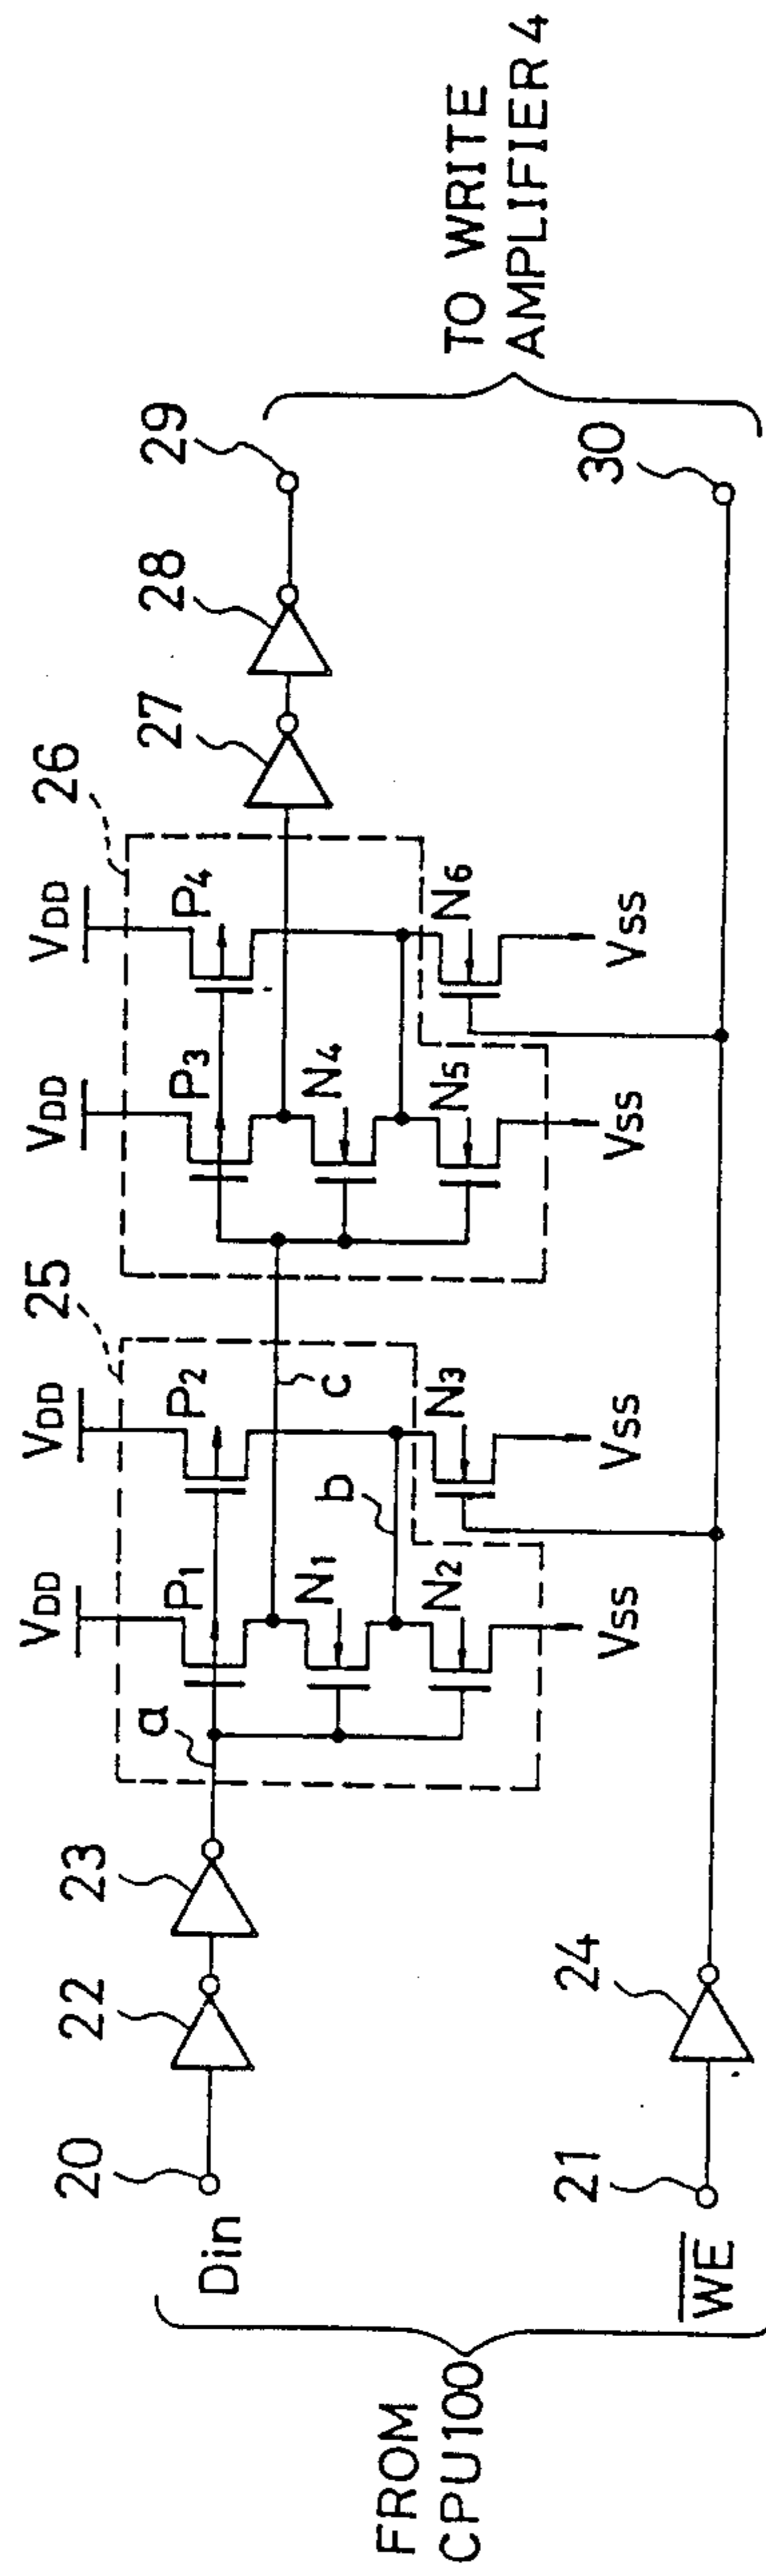 FROM
CPU100
Din
WE
20
21
22
23
24
a
25
VDD
VDD
P1
P2
N1
N2
N3
b
c
VSS
VSS
26
VDD
VDD
P3
P4
N4
N5
N6
VSS
VSS
27
28
29
30
TO WRITE
AMPLIFIER 4